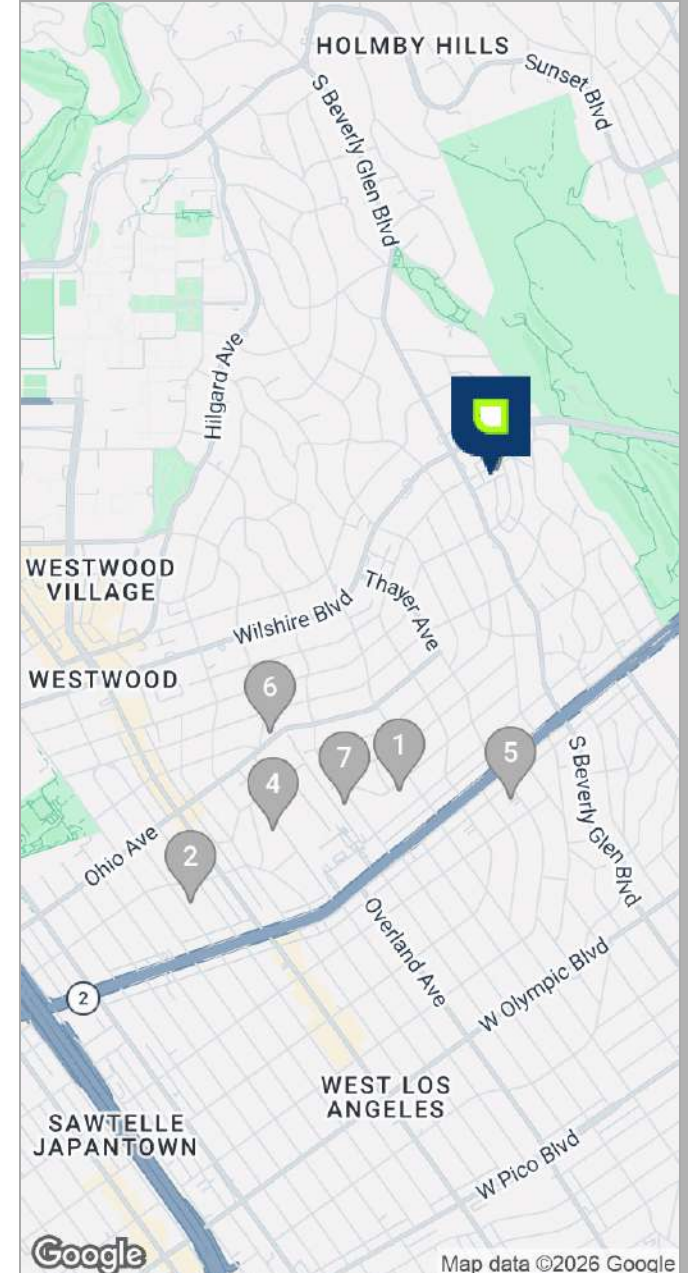 HOLMBY HILLS
Sunset Blvd
S Beverly Glen Blvd
Hilgard Ave
WESTWOOD
VILLAGE
Thayer Ave
Wilshire Blvd
WESTWOOD
6
1
7
5
4
S Beverly Glen Blvd
2
Ohio Ave
Overland Ave
2
W Olympic Blvd
WEST LOS
ANGELES
SAWTELLE
JAPANTOWN
W Pico Blvd
Google
Map data ©2026 Google